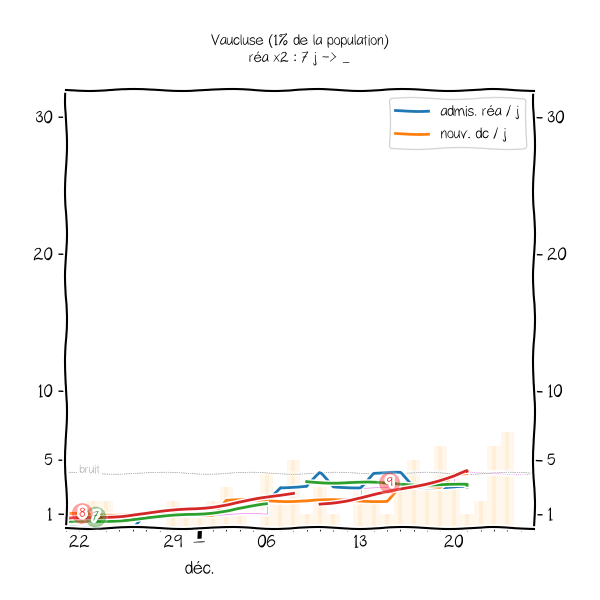 Vaucluse (1% de la population)
réa x2 : 7 j -> _
admis. réa / j
nouv. dc / j
30 30
20 20
10 10
5 5
bruit
1 1
8 7 9
22 29 06 13 20
déc.